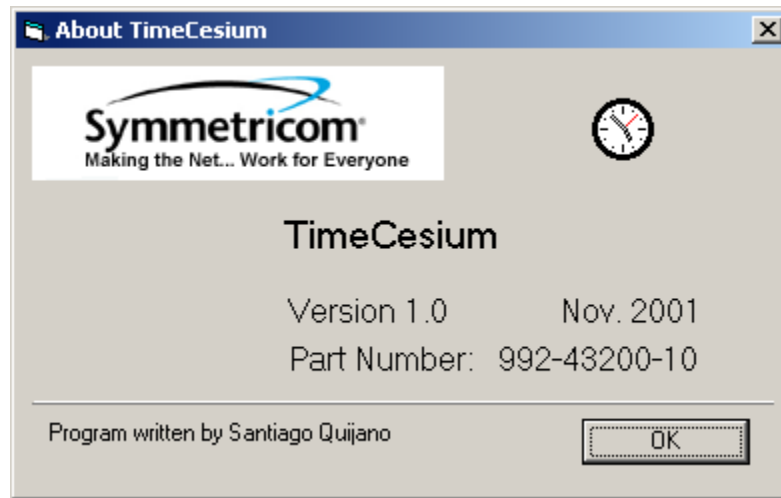 About TimeCesium
Symmetricom
Making the Net... Work for Everyone
TimeCesium
Version 1.0 Nov. 2001
Part Number: 992-43200-10
Program written by Santiago Quijano
OK